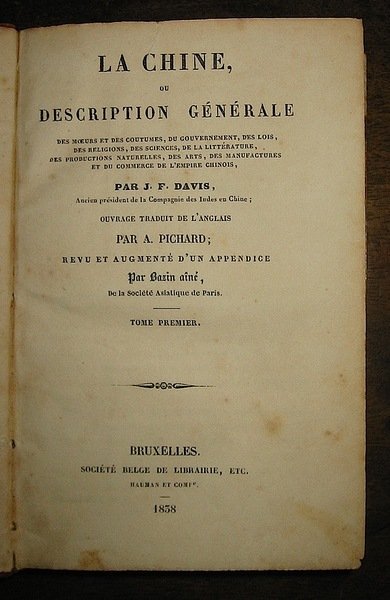 LA CHINE,
OU
DESCRIPTION GÉNÉRALE
DES MŒURS ET DES COUTUMES, DU GOUVERNEMENT, DES LOIS,
DES RELIGIONS, DES SCIENCES, DE LA LITTÉRATURE,
DES PRODUCTIONS NATURELLES, DES ARTS, DES MANUFACTURES
ET DU COMMERCE DE L'EMPIRE CHINOIS,
PAR J. F. DAVIS,
Ancien président de la Compagnie des Indes en Chine;
OUVRAGE TRADUIT DE L'ANGLAIS
PAR A. PICHARD;
REVU ET AUGMENTÉ D'UN APPENDICE
Par Bazin aîné,
De la Société Asiatique de Paris.
TOME PREMIER.
BRUXELLES.
SOCIÉTÉ BELGE DE LIBRAIRIE, ETC.
HAUMAN ET COMPe.
1838